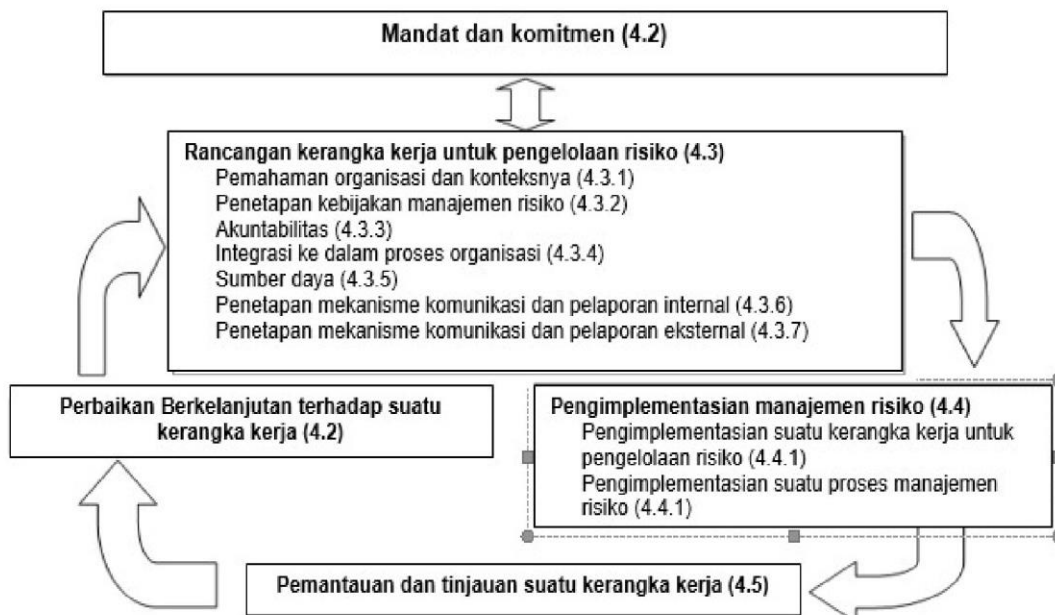 Mandat dan komitmen (4.2)
Rancangan kerangka kerja untuk pengelolaan risiko (4.3)
Pemahaman organisasi dan konteksnya (4.3.1)
Penetapan kebijakan manajemen risiko (4.3.2)
Akuntabilitas (4.3.3)
Integrasi ke dalam proses organisasi (4.3.4)
Sumber daya (4.3.5)
Penetapan mekanisme komunikasi dan pelaporan internal (4.3.6)
Penetapan mekanisme komunikasi dan pelaporan eksternal (4.3.7)
Perbaikan Berkelanjutan terhadap suatu
kerangka kerja (4.2)
Pengimplementasian manajemen risiko (4.4)
Pengimplementasian suatu kerangka kerja untuk
pengelolaan risiko (4.4.1)
Pengimplementasian suatu proses manajemen
risiko (4.4.1)
Pemantauan dan tinjauan suatu kerangka kerja (4.5)